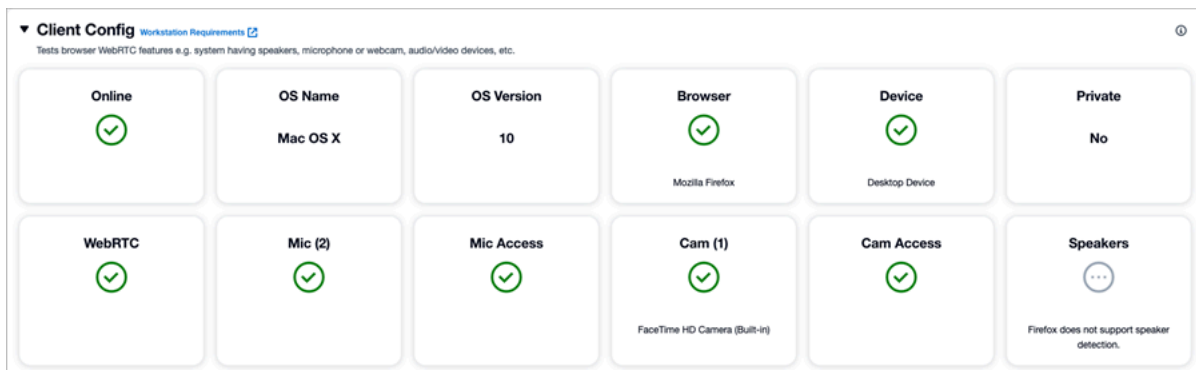 Client Config Workstation Requirements
Tests browser WebRTC features e.g. system having speakers, microphone or webcam, audio/video devices, etc.
Online
OS Name
Mac OS X
OS Version
10
Browser
Mozilla Firefox
Device
Desktop Device
Private
No
WebRTC
Mic (2)
Mic Access
Cam (1)
FaceTime HD Camera (Built-in)
Cam Access
Speakers
Firefox does not support speaker
detection.